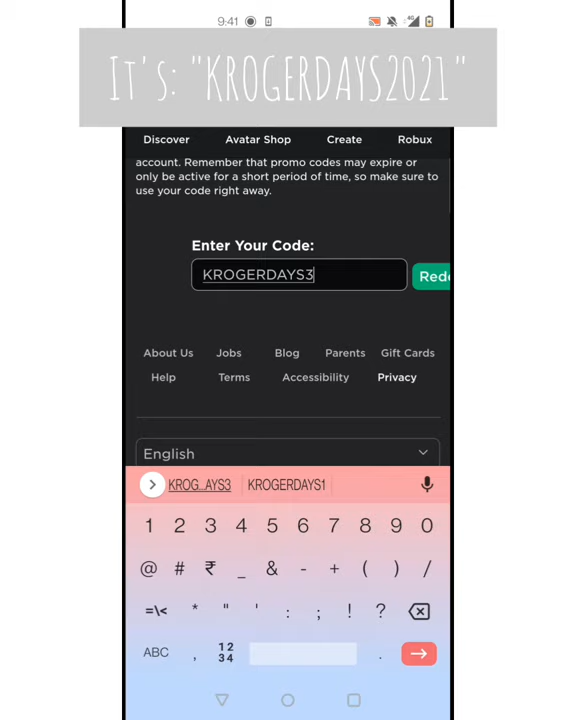 9:41
4G
It's: "KROGERDAYS2021"
Discover Avatar Shop Create Robux
account. Remember that promo codes may expire or
only be active for a short period of time, so make sure to
use your code right away.
Enter Your Code:
KROGERDAYS3 Rede
About Us Jobs Blog Parents Gift Cards
Help Terms Accessibility Privacy
English
KROG...AYS3 KROGERDAYS1
1 2 3 4 5 6 7 8 9 0
@ # ₹ _ & - + ( ) /
=\< * " ' : ; ! ?
ABC , 12 .
34